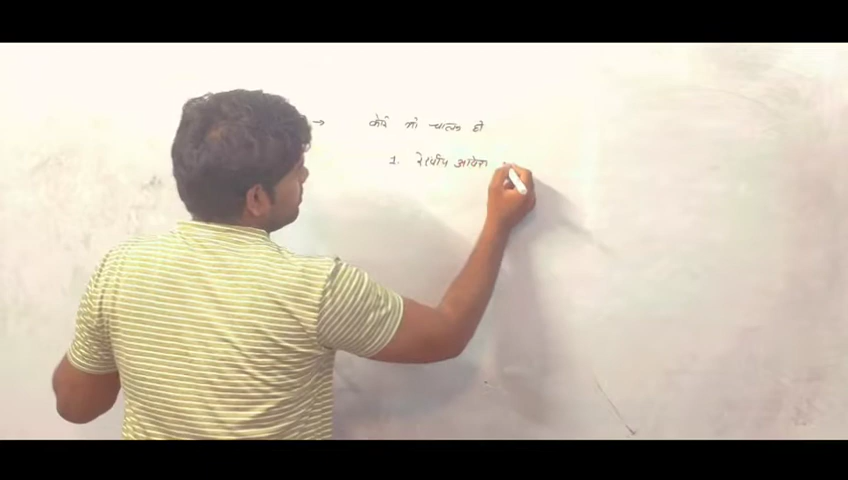 → कोई भी चालक हो
1. रेखीय आवेश